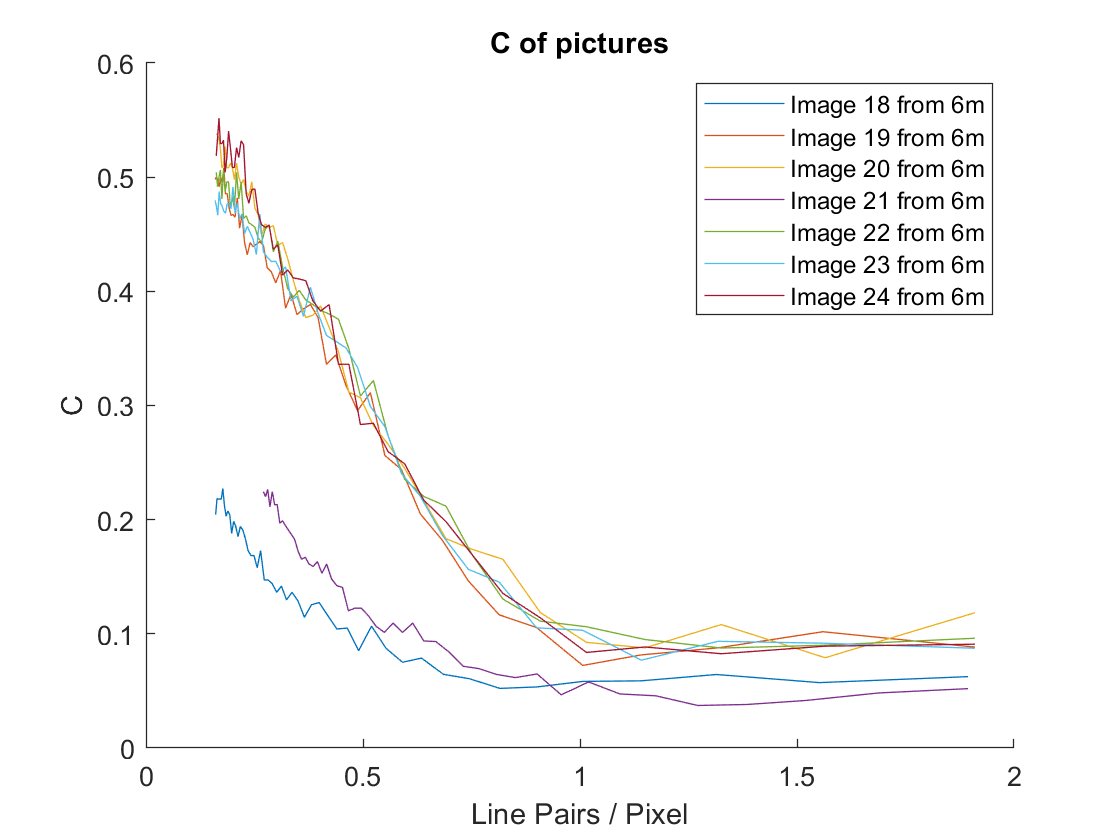 C of pictures
0.6
0.5
0.4
0.3
0.2
0.1
0
C
Image 18 from 6m
Image 19 from 6m
Image 20 from 6m
Image 21 from 6m
Image 22 from 6m
Image 23 from 6m
Image 24 from 6m
0 0.5 1 1.5 2
Line Pairs / Pixel